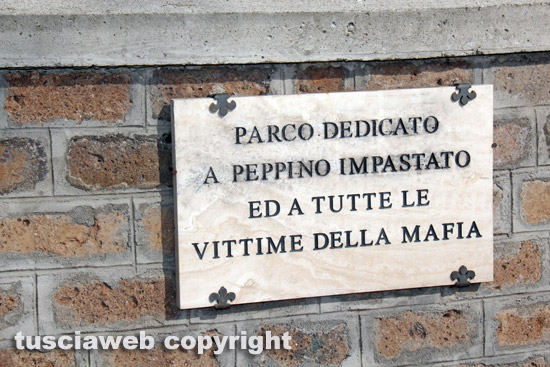 PARCO DEDICATO
A PEPPINO IMPASTATO
ED A TUTTE LE
VITTIME DELLA MAFIA
tusciaweb copyright